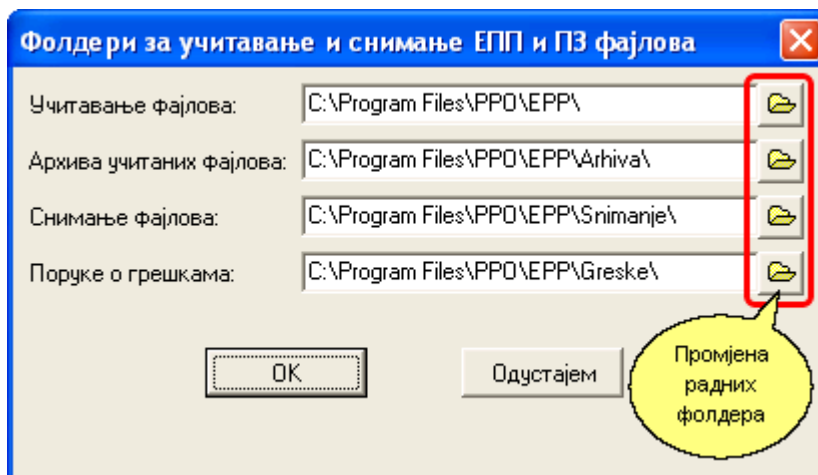 Фолдери за учитавање и снимање ЕПП и ПЗ фајлова
Учитавање фајлова: C:\Program Files\PPO\EPP\
Архива учитаних фајлова: C:\Program Files\PPO\EPP\Arhiva\
Снимање фајлова: C:\Program Files\PPO\EPP\Snimanje\
Поруке о грешкама: C:\Program Files\PPO\EPP\Greske\
OK Одустајем
Промјена
радних
фолдера